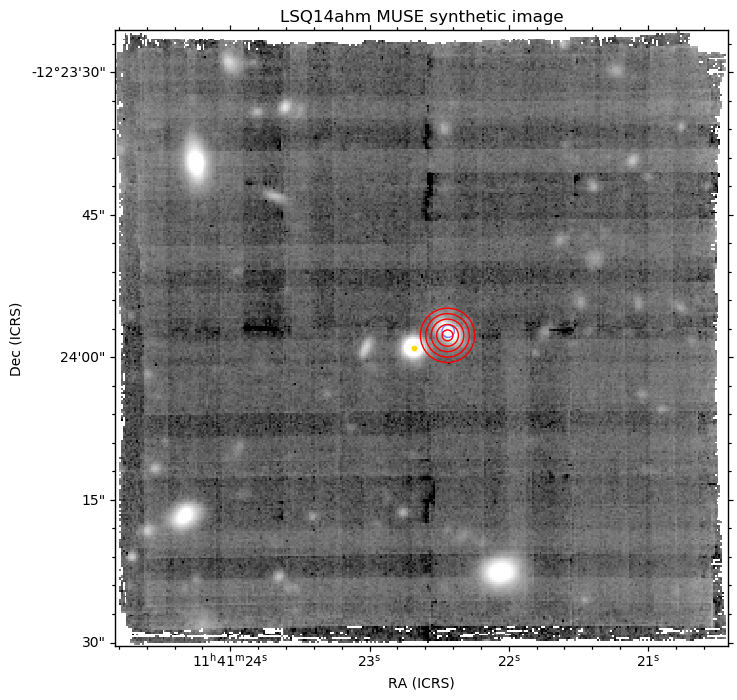 LSQ14ahm MUSE synthetic image
-12°23'30"
45"
24'00"
15"
30"
Dec (ICRS)
11ʰ41ᵐ24ˢ
23ˢ
22ˢ
21ˢ
RA (ICRS)